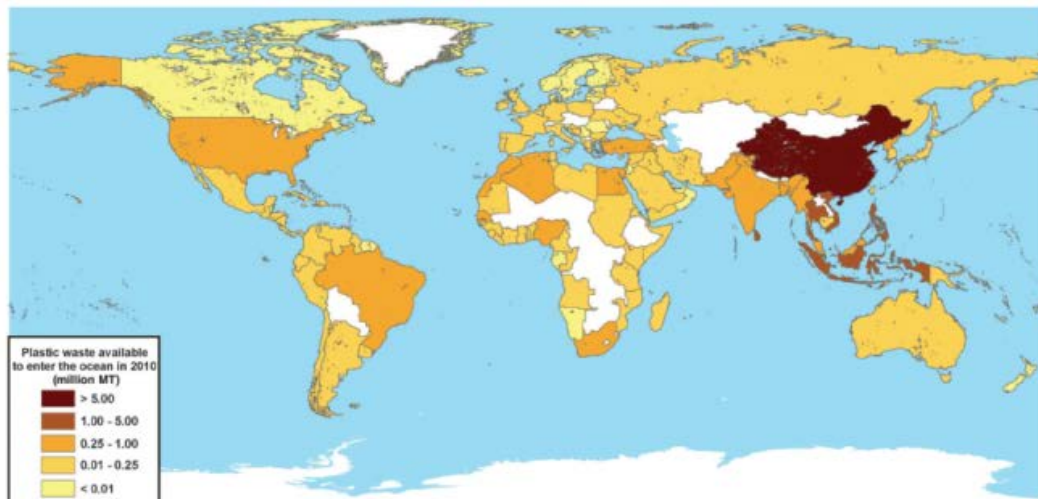 Plastic waste available
to enter the ocean in 2010
(million MT)
> 5.00
1.00 - 5.00
0.25 - 1.00
0.01 - 0.25
< 0.01